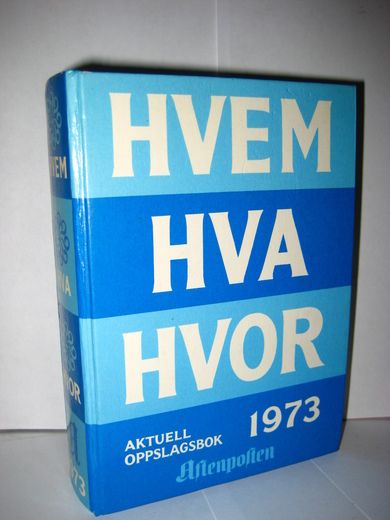 HVEM
HVA
HVOR
AKTUELL
OPPSLAGSBOK
1973
Aftenposten
HVEM
HVA
HVOR
1973